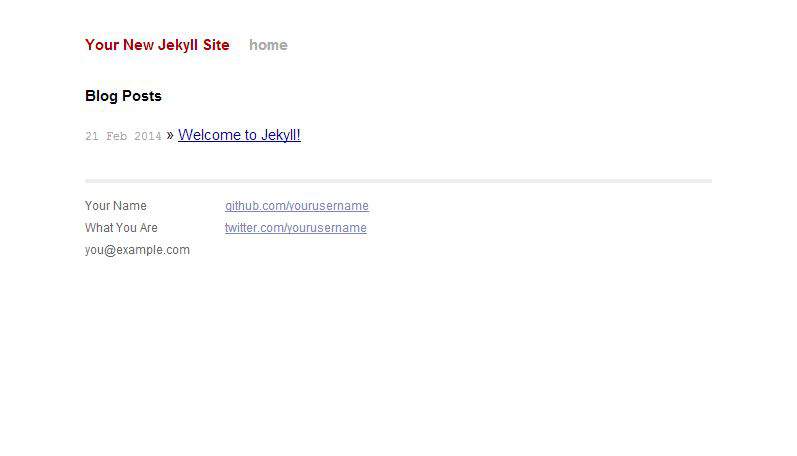 Your New Jekyll Site home
Blog Posts
21 Feb 2014 » Welcome to Jekyll!
Your Name github.com/yourusername
What You Are twitter.com/yourusername
you@example.com